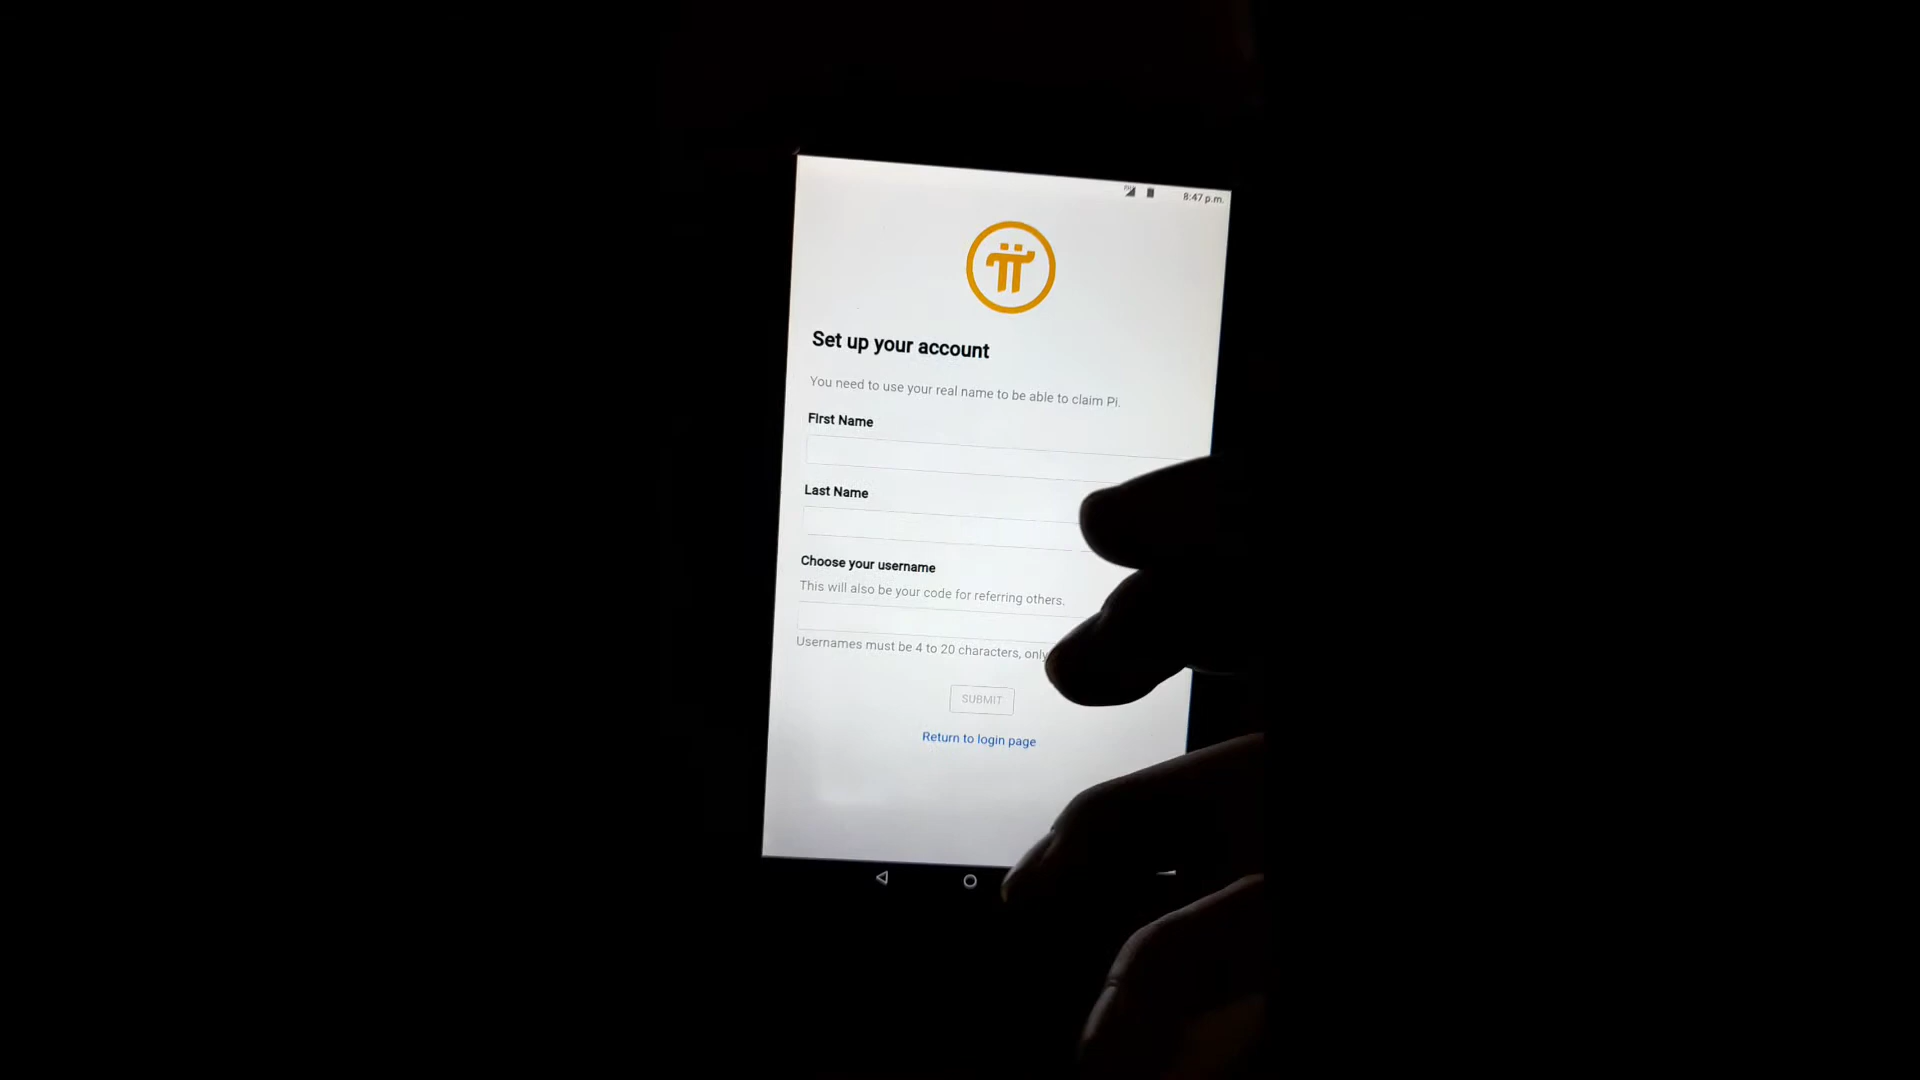 8:47 p.m.
Set up your account
You need to use your real name to be able to claim Pi.
First Name
Last Name
Choose your username
This will also be your code for referring others.
Usernames must be 4 to 20 characters, only
SUBMIT
Return to login page